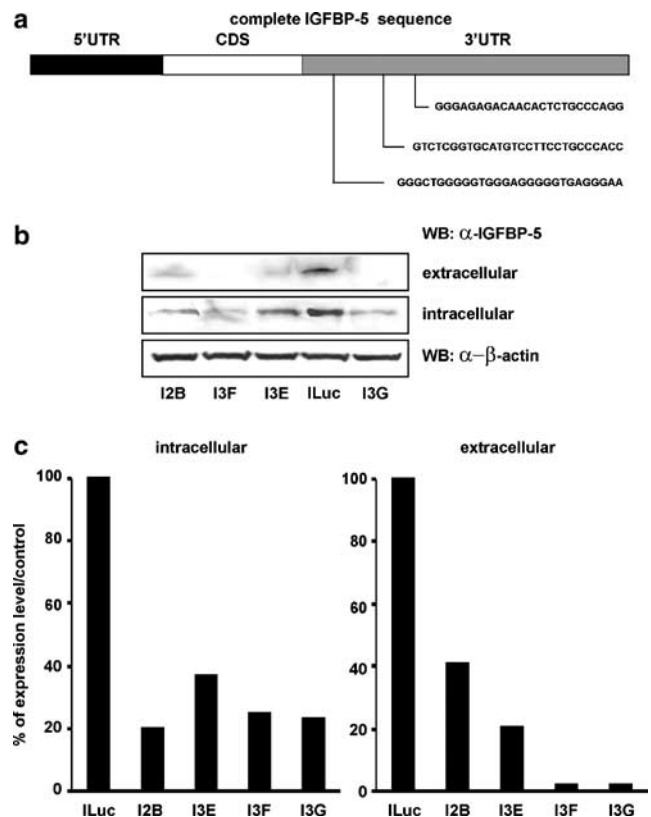 a
complete IGFBP-5 sequence
5'UTR CDS 3'UTR
GGGAGAGACAACACTCTGCCCAGG
GTCTCGGTGCATGTCCTTCCTGCCCACC
GGGCTGGGGGTGGGAGGGGGTGAGGGAA
b
WB: α-IGFBP-5
extracellular
intracellular
WB: α–β-actin
I2B I3F I3E ILuc I3G
c
intracellular extracellular
% of expression level/control
100
80
60
40
20
0
ILuc I2B I3E I3F I3G
100
80
60
40
20
0
ILuc I2B I3E I3F I3G